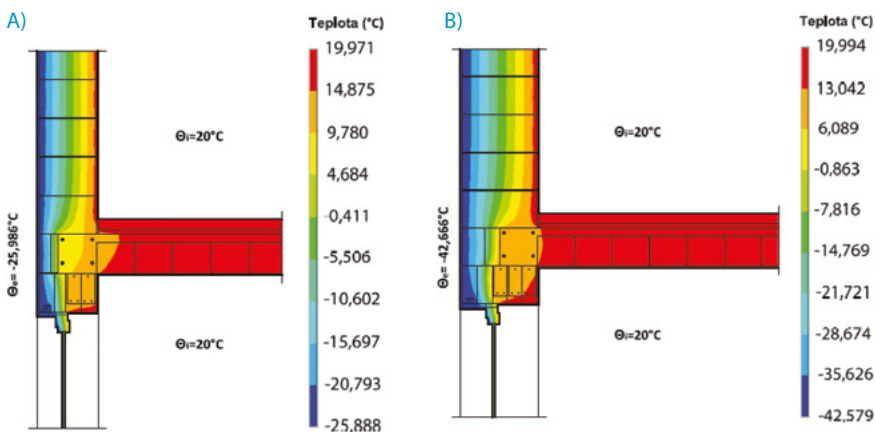 A)
Teplota (°C)
19,971
14,875
9,780
4,684
-0,411
-5,506
-10,602
-15,697
-20,793
-25,888
Θi=20°C
Θe= -25,986°C
Θi=20°C
B)
Teplota (°C)
19,994
13,042
6,089
-0,863
-7,816
-14,769
-21,721
-28,674
-35,626
-42,579
Θi=20°C
Θe= -42,666°C
Θi=20°C